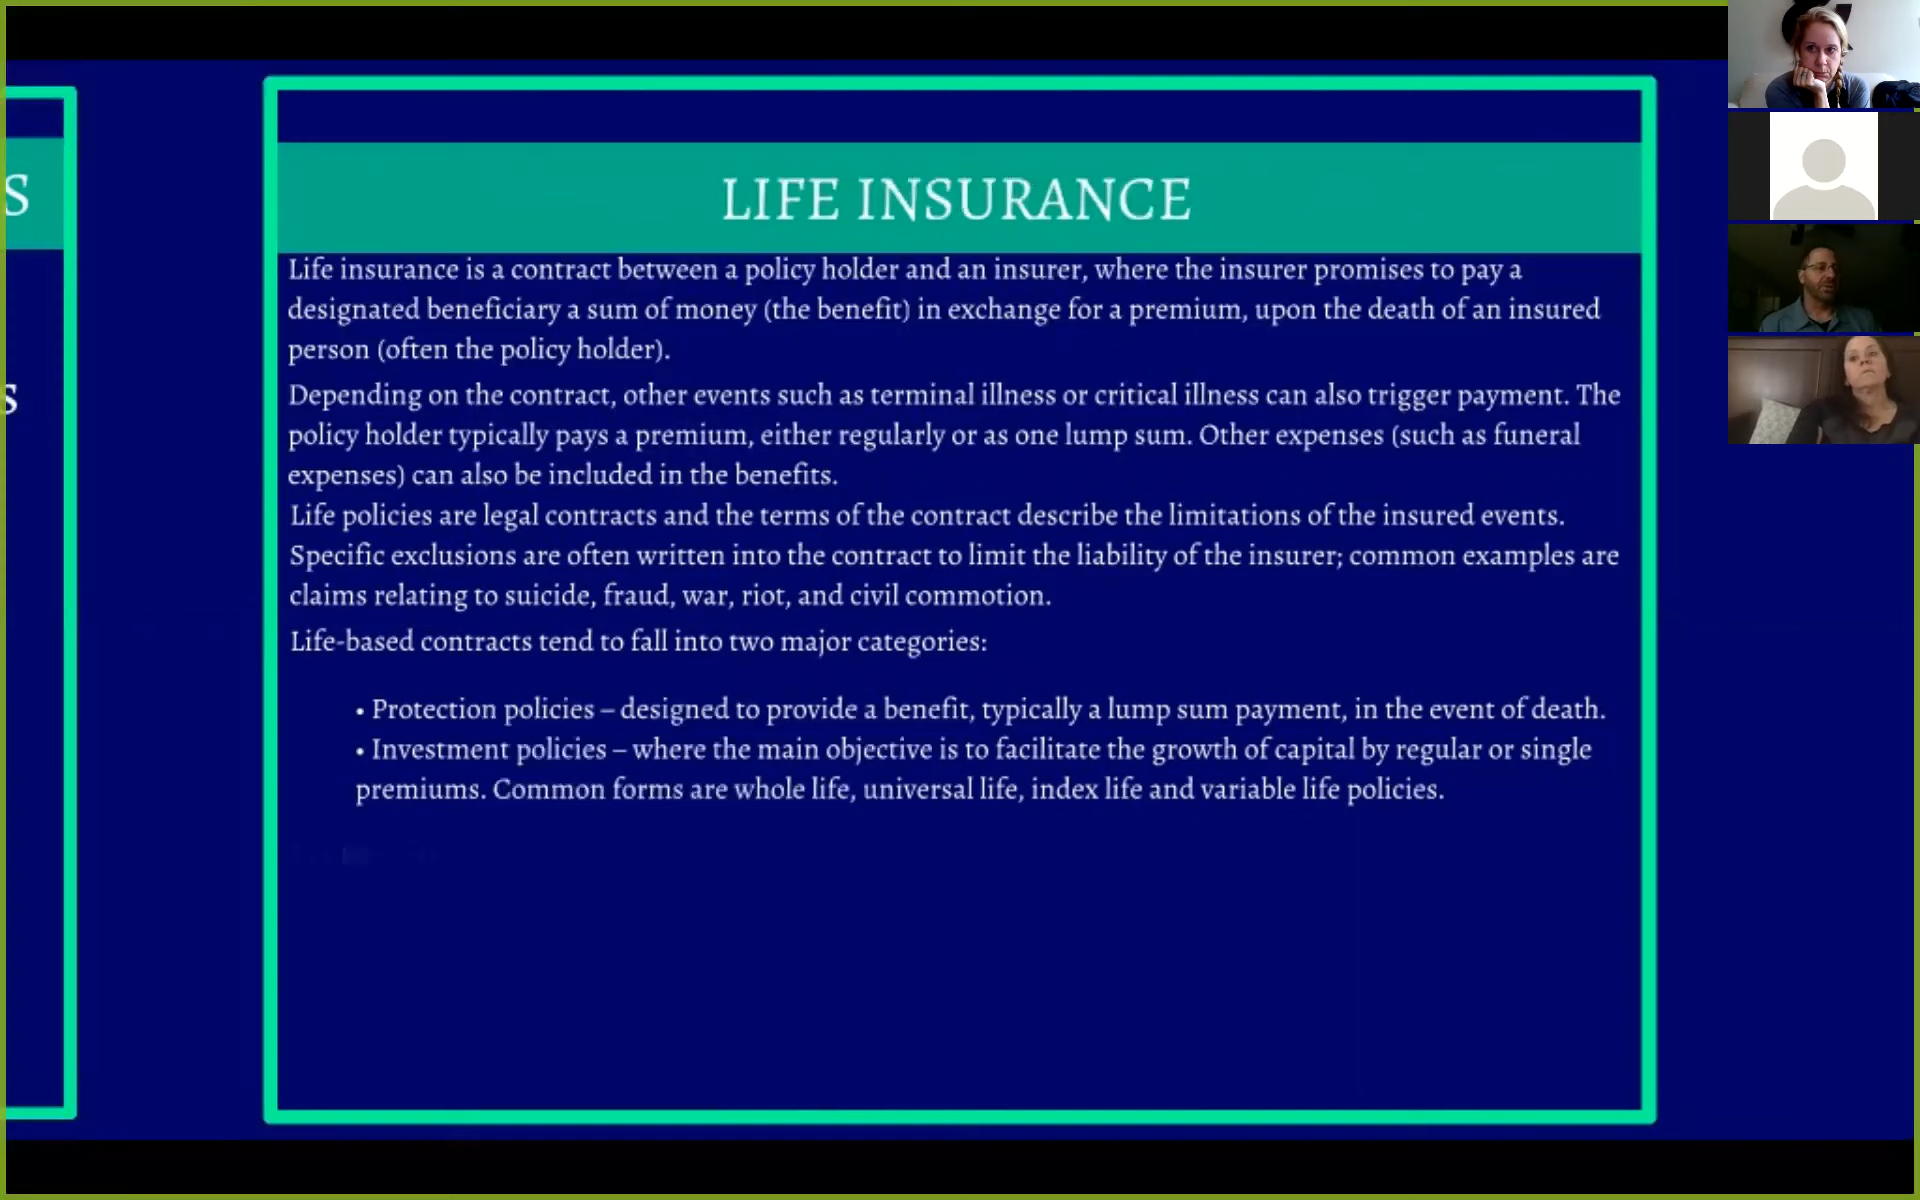 S
S
LIFE INSURANCE
Life insurance is a contract between a policy holder and an insurer, where the insurer promises to pay a
designated beneficiary a sum of money (the benefit) in exchange for a premium, upon the death of an insured
person (often the policy holder).
Depending on the contract, other events such as terminal illness or critical illness can also trigger payment. The
policy holder typically pays a premium, either regularly or as one lump sum. Other expenses (such as funeral
expenses) can also be included in the benefits.
Life policies are legal contracts and the terms of the contract describe the limitations of the insured events.
Specific exclusions are often written into the contract to limit the liability of the insurer; common examples are
claims relating to suicide, fraud, war, riot, and civil commotion.
Life-based contracts tend to fall into two major categories:
• Protection policies – designed to provide a benefit, typically a lump sum payment, in the event of death.
• Investment policies – where the main objective is to facilitate the growth of capital by regular or single
premiums. Common forms are whole life, universal life, index life and variable life policies.